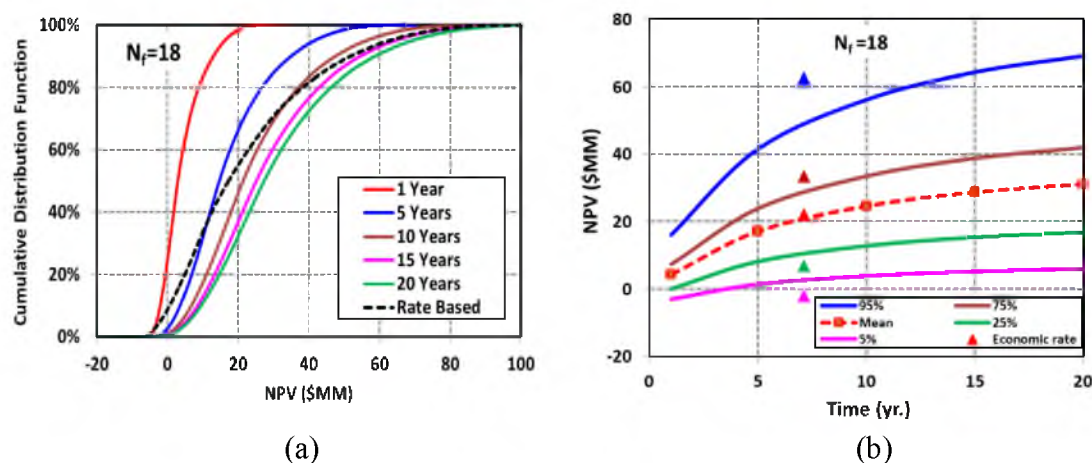 N_f=18
Cumulative Distribution Function
100%
80%
60%
40%
20%
0%
1 Year
5 Years
10 Years
15 Years
20 Years
Rate Based
-20 0 20 40 60 80 100
NPV ($MM)
(a)
N_f=18
NPV ($MM)
80
60
40
20
0
-20
95% 75%
Mean 25%
5% Economic rate
0 5 10 15 20
Time (yr.)
(b)